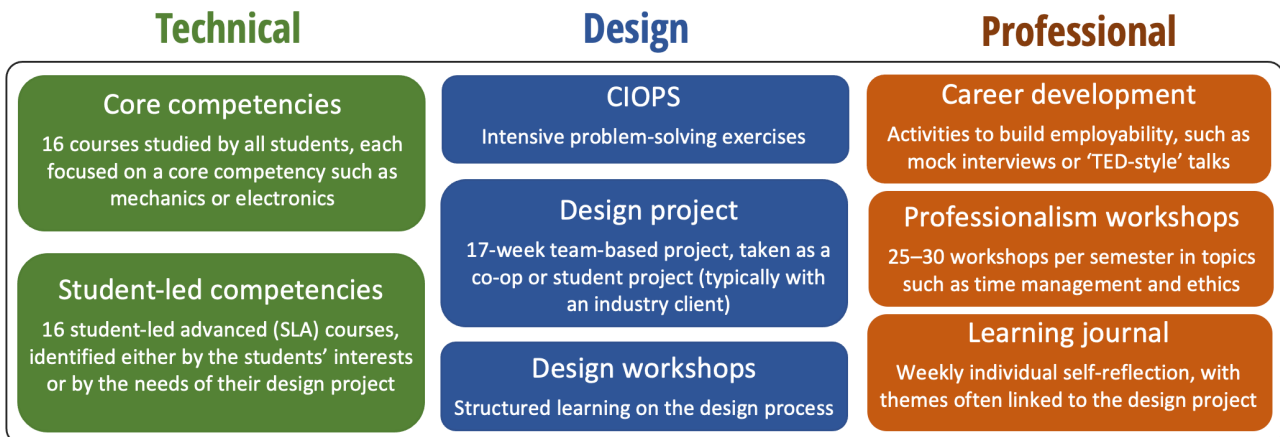 Technical
Core competencies
16 courses studied by all students, each
focused on a core competency such as
mechanics or electronics
Student-led competencies
16 student-led advanced (SLA) courses,
identified either by the students’ interests
or by the needs of their design project
Design
CIOPS
Intensive problem-solving exercises
Design project
17-week team-based project, taken as a
co-op or student project (typically with
an industry client)
Design workshops
Structured learning on the design process
Professional
Career development
Activities to build employability, such as
mock interviews or ‘TED-style’ talks
Professionalism workshops
25–30 workshops per semester in topics
such as time management and ethics
Learning journal
Weekly individual self-reflection, with
themes often linked to the design project